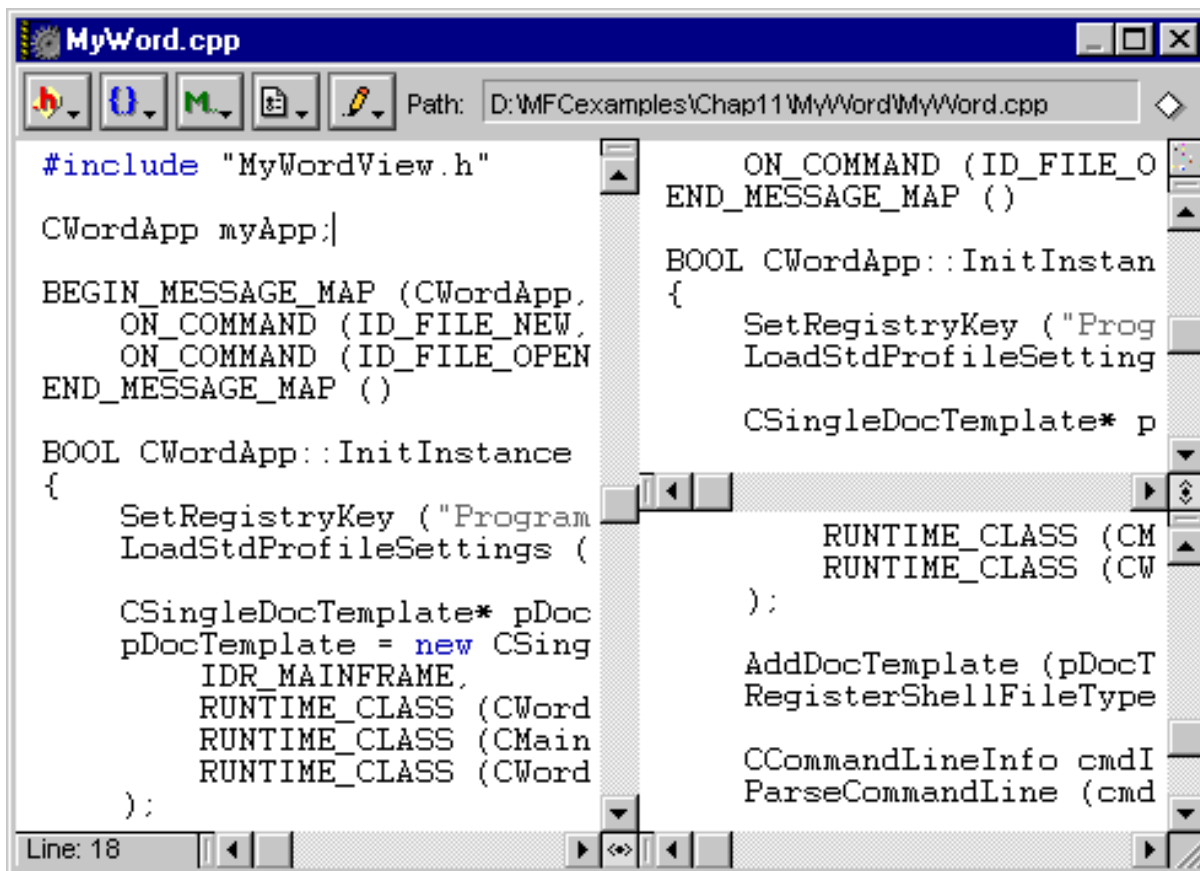 MyWord.cpp
.h {} M... Path: D:\MFCexamples\Chap11\MyWord\MyWord.cpp
#include "MyWordView.h"
CWordApp myApp;
BEGIN_MESSAGE_MAP (CWordApp,
ON_COMMAND (ID_FILE_NEW,
ON_COMMAND (ID_FILE_OPEN
END_MESSAGE_MAP ()
BOOL CWordApp::InitInstance
{
SetRegistryKey ("Program
LoadStdProfileSettings (
CSingleDocTemplate* pDoc
pDocTemplate = new CSing
IDR_MAINFRAME,
RUNTIME_CLASS (CWord
RUNTIME_CLASS (CMain
RUNTIME_CLASS (CWord
);
Line: 18
ON_COMMAND (ID_FILE_O
END_MESSAGE_MAP ()
BOOL CWordApp::InitInstan
{
SetRegistryKey ("Prog
LoadStdProfileSetting
CSingleDocTemplate* p
RUNTIME_CLASS (CM
RUNTIME_CLASS (CW
);
AddDocTemplate (pDocT
RegisterShellFileType
CCommandLineInfo cmdI
ParseCommandLine (cmd